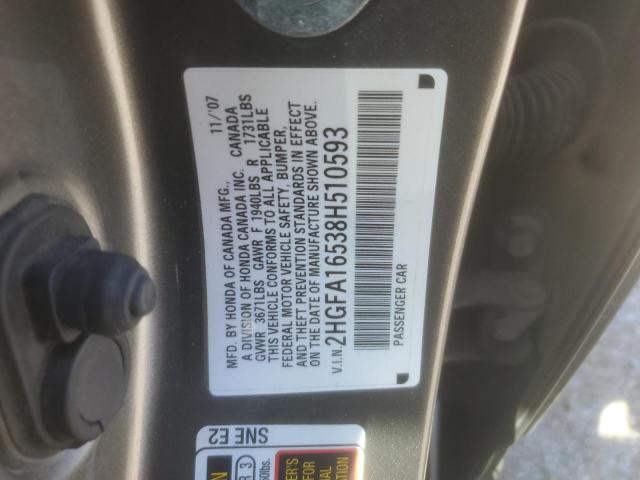 MFD. BY HONDA OF CANADA MFG., 11/'07
A DIVISION OF HONDA CANADA INC. CANADA
GVWR 3671LBS GAWR F 1940LBS R 1731LBS
THIS VEHICLE CONFORMS TO ALL APPLICABLE
FEDERAL MOTOR VEHICLE SAFETY, BUMPER,
AND THEFT PREVENTION STANDARDS IN EFFECT
ON THE DATE OF MANUFACTURE SHOWN ABOVE.
V.I.N. 2HGFA16538H510593
PASSENGER CAR
SNE E2